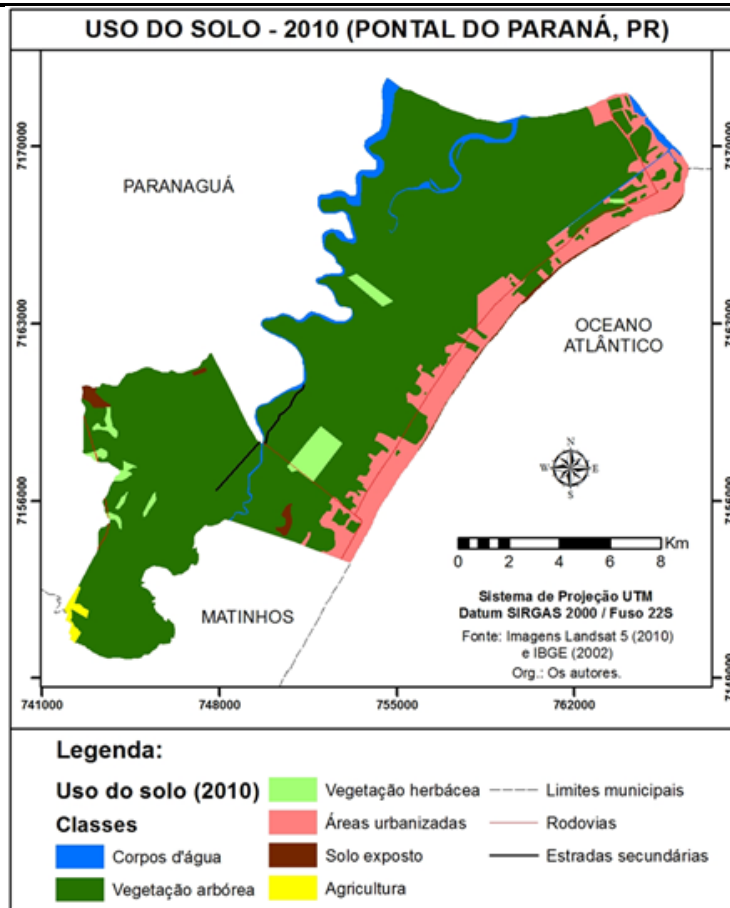 USO DO SOLO - 2010 (PONTAL DO PARANÁ, PR)
7170000
7170000
PARANAGUÁ
7163000
7163000
OCEANO
ATLÂNTICO
N
W E
S
7156000
7156000
0 2 4 6 8 Km
Sistema de Projeção UTM
Datum SIRGAS 2000 / Fuso 22S
MATINHOS
Fonte: Imagens Landsat 5 (2010)
e IBGE (2002)
Org.: Os autores.
741000 748000 755000 762000
Legenda:
Uso do solo (2010)
Classes
Corpos d'água
Vegetação arbórea
Vegetação herbácea
Áreas urbanizadas
Solo exposto
Agricultura
Limites municipais
Rodovias
Estradas secundárias